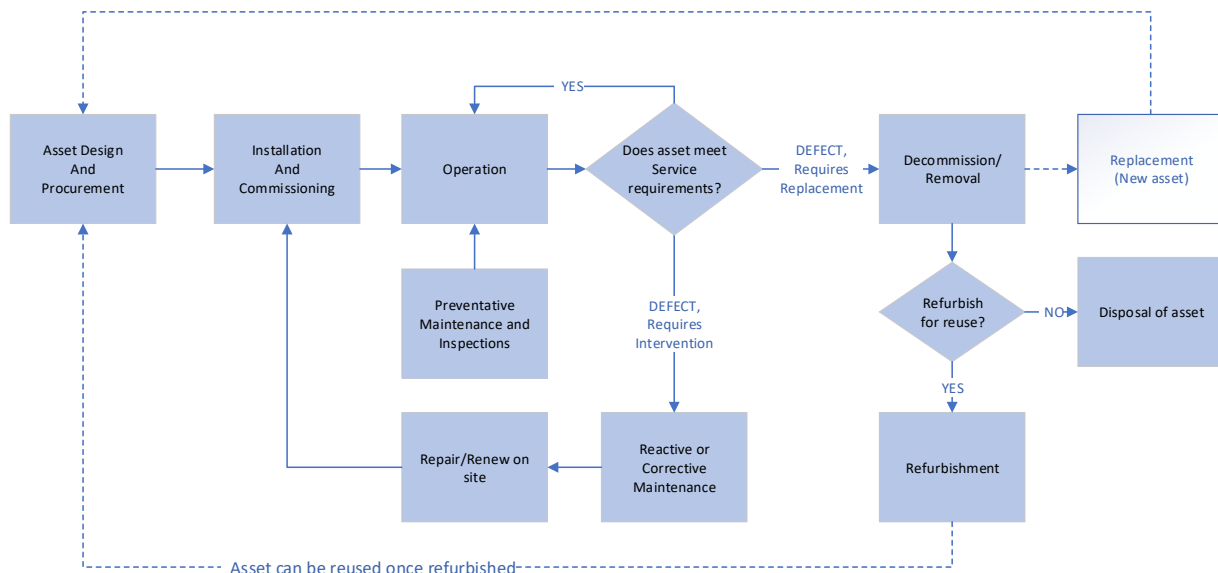 YES
Asset Design
And
Procurement
Installation
And
Commissioning
Operation
Does asset meet
Service
requirements?
DEFECT,
Requires
Replacement
Decommission/
Removal
Replacement
(New asset)
Preventative
Maintenance and
Inspections
DEFECT,
Requires
Intervention
Refurbish
for reuse?
NO
Disposal of asset
YES
Repair/Renew on
site
Reactive or
Corrective
Maintenance
Refurbishment
Asset can be reused once refurbished